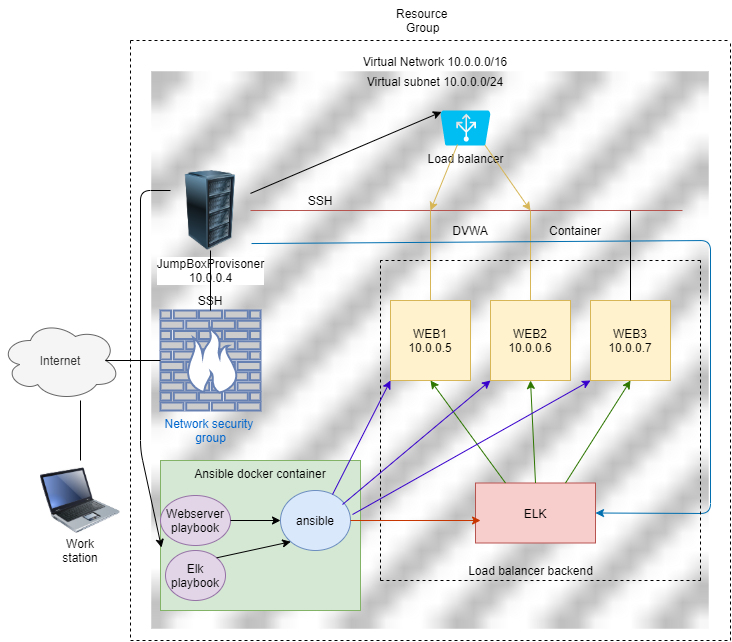 Resource
Group
Virtual Network 10.0.0.0/16
Virtual subnet 10.0.0.0/24
Load balancer
SSH
DVWA
Container
JumpBoxProvisoner
10.0.0.4
SSH
WEB1
10.0.0.5
WEB2
10.0.0.6
WEB3
10.0.0.7
Internet
Network security
group
Ansible docker container
Webserver
playbook
ansible
ELK
Elk
playbook
Load balancer backend
Work
station